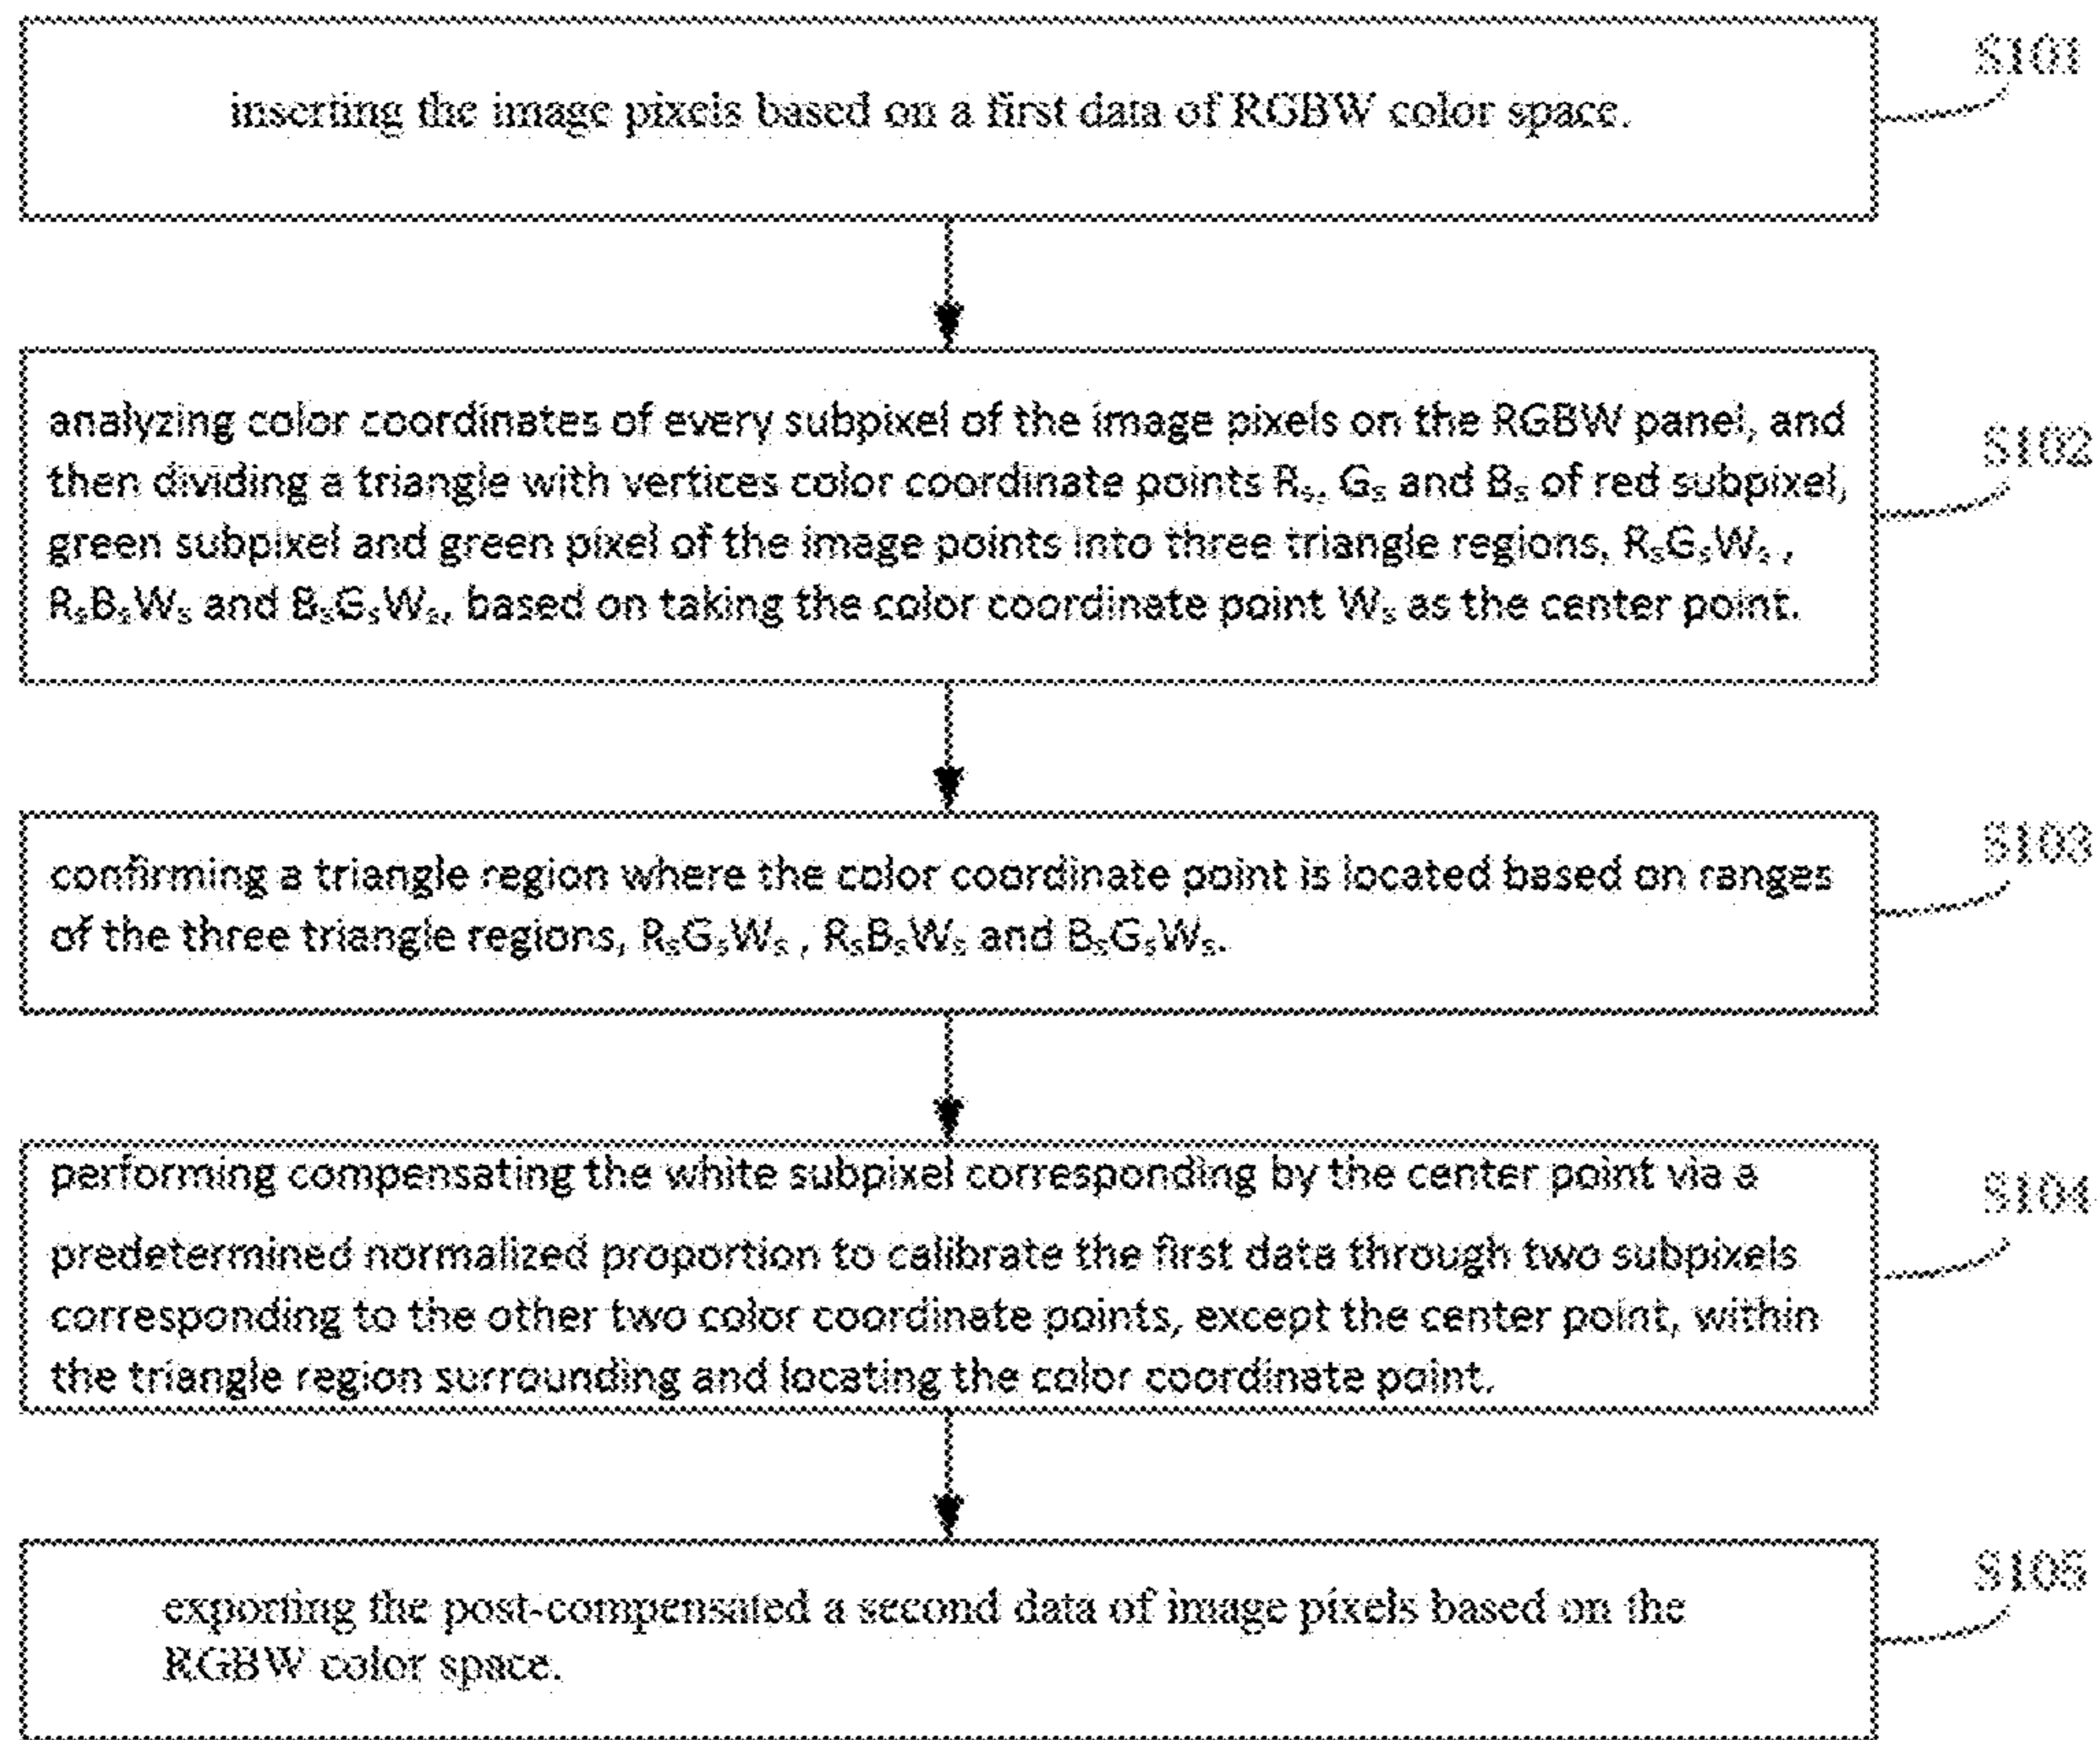 inserting the image pixels based on a first data of RGBW color space.
S101
analyzing color coordinates of every subpixel of the image pixels on the RGBW panel, and
then dividing a triangle with vertices color coordinate points Rₛ, Gₛ and Bₛ of red subpixel,
green subpixel and green pixel of the image points into three triangle regions, RₛGₛWₛ ,
RₛBₛWₛ and BₛGₛWₛ, based on taking the color coordinate point Wₛ as the center point.
S102
confirming a triangle region where the color coordinate point is located based on ranges
of the three triangle regions, RₛGₛWₛ , RₛBₛWₛ and BₛGₛWₛ.
S103
performing compensating the white subpixel corresponding by the center point via a
predetermined normalized proportion to calibrate the first data through two subpixels
corresponding to the other two color coordinate points, except the center point, within
the triangle region surrounding and locating the color coordinate point.
S104
exporting the post-compensated a second data of image pixels based on the
RGBW color space.
S105